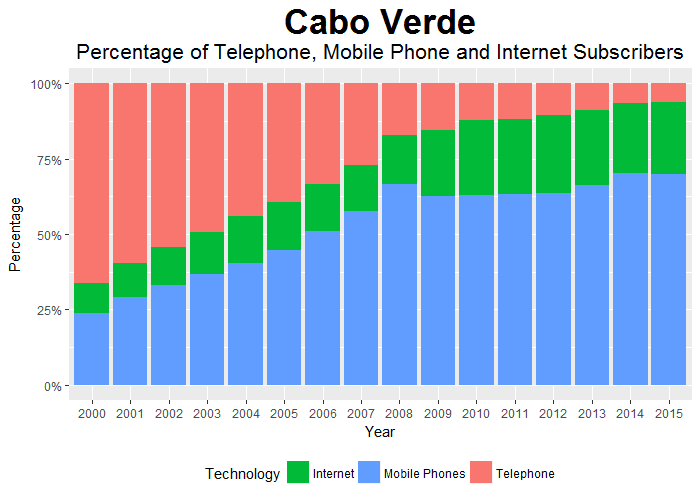 Cabo Verde
Percentage of Telephone, Mobile Phone and Internet Subscribers
100%
75%
50%
25%
0%
Percentage
2000 2001 2002 2003 2004 2005 2006 2007 2008 2009 2010 2011 2012 2013 2014 2015
Year
Technology Internet Mobile Phones Telephone